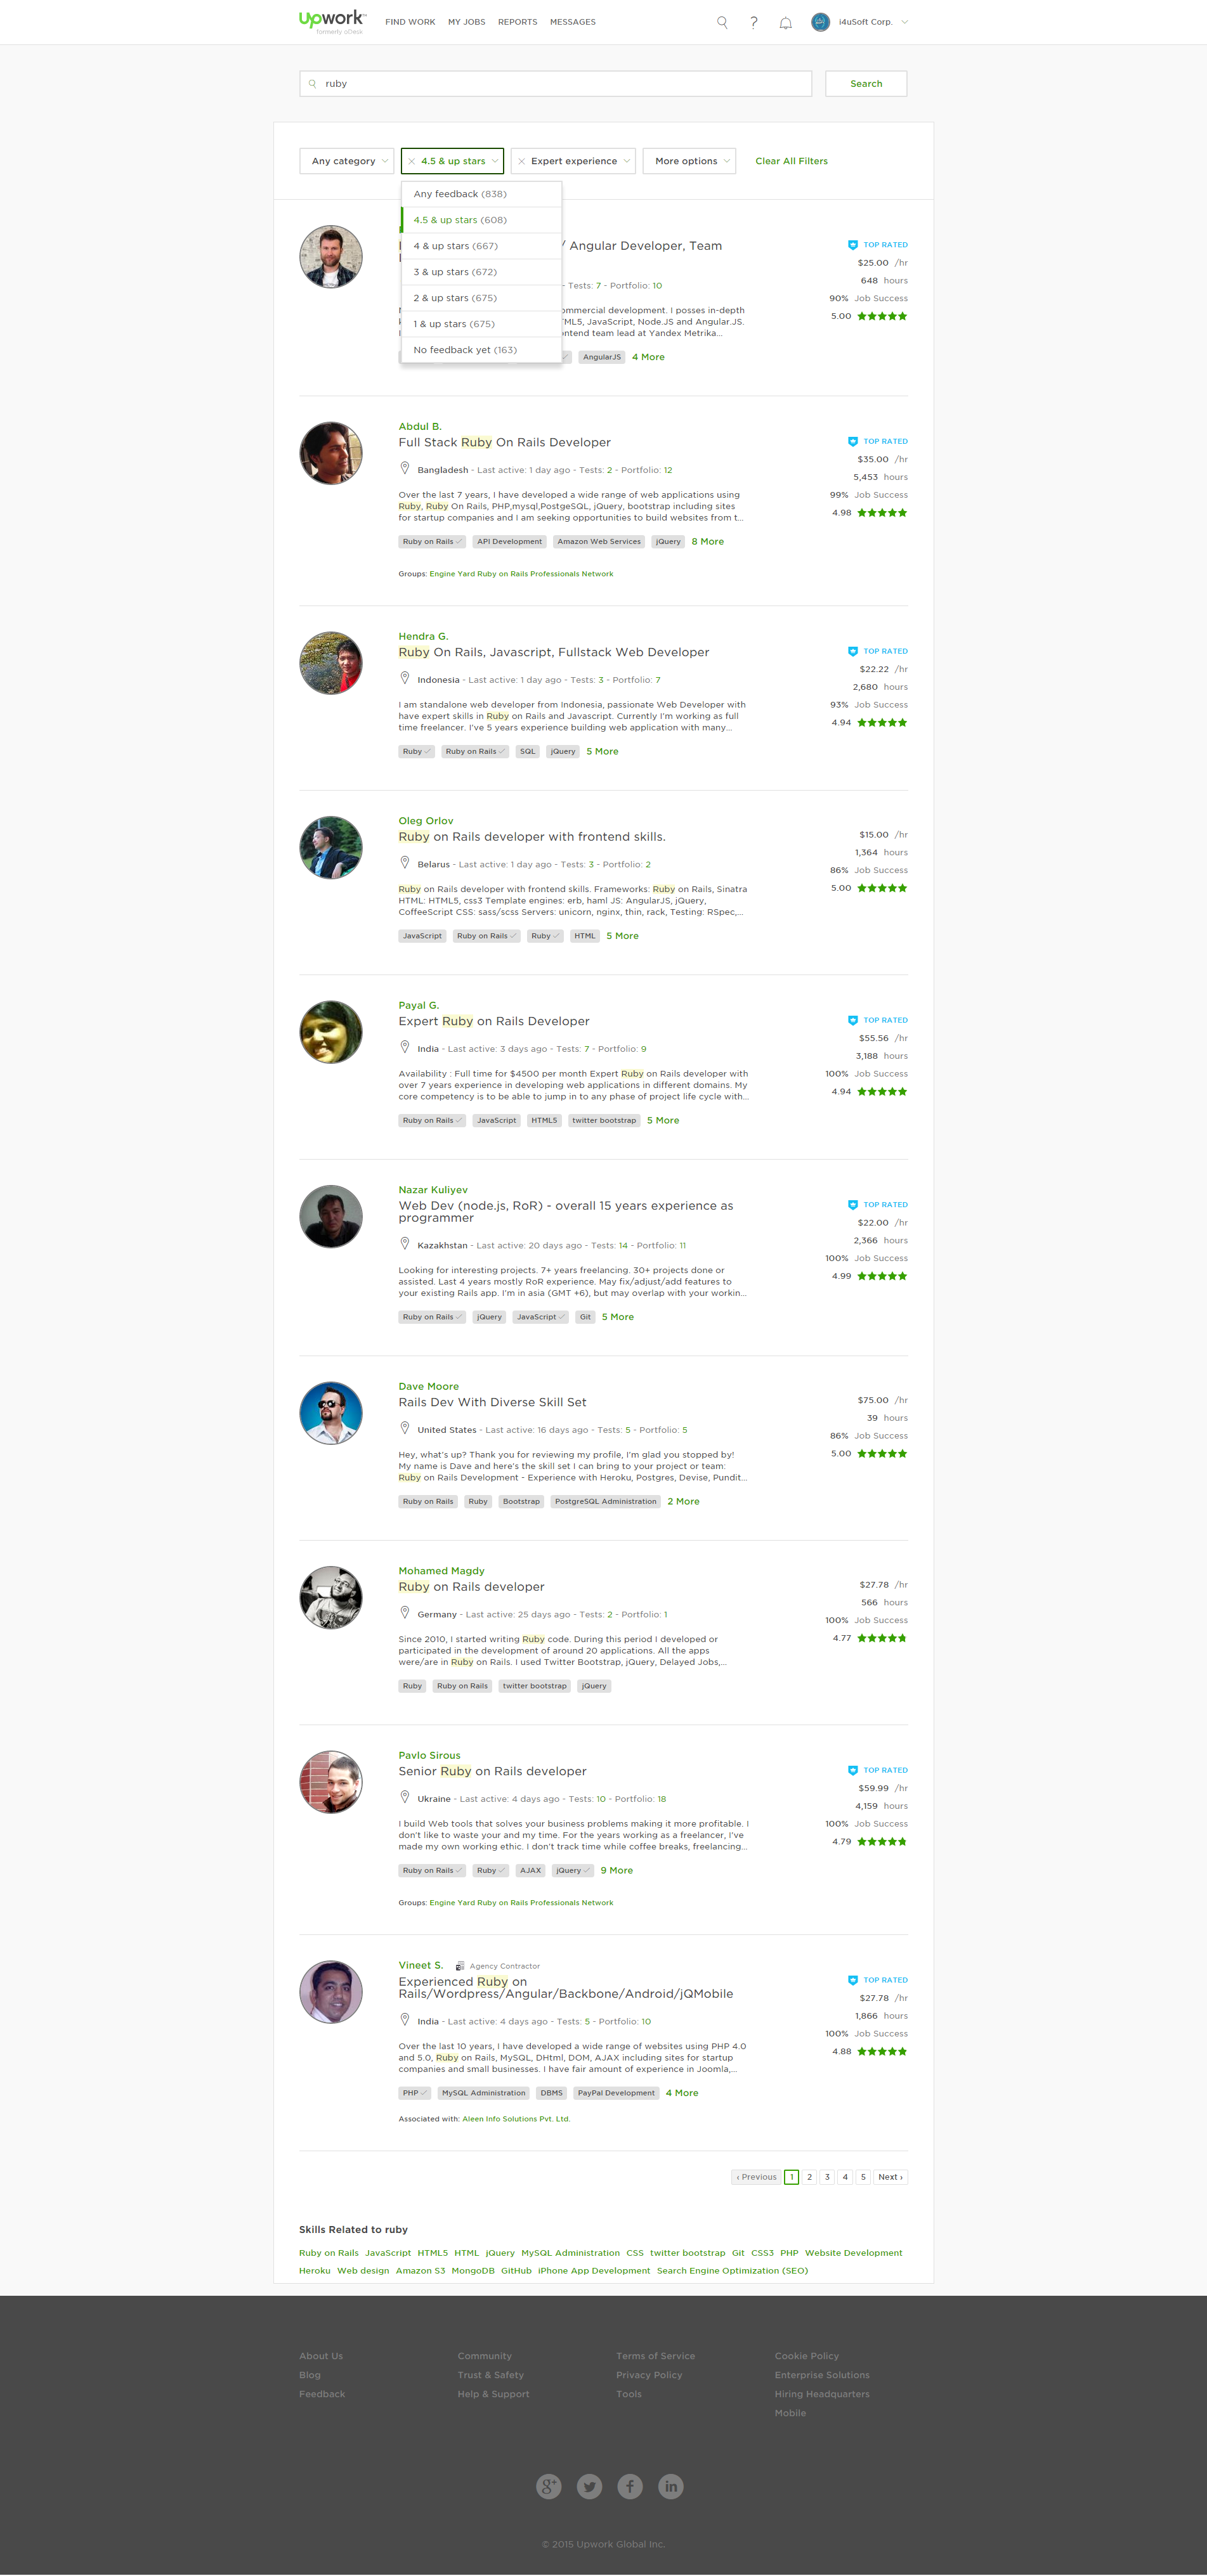 Upwork™
formerly oDesk
FIND WORK MY JOBS REPORTS MESSAGES
? i4uSoft Corp.
ruby
Search
Any category
4.5 & up stars
Expert experience
More options
Clear All Filters
Any feedback (838)
4.5 & up stars (608)
4 & up stars (667)
3 & up stars (672)
2 & up stars (675)
1 & up stars (675)
No feedback yet (163)
/ Angular Developer, Team
- Tests: 7 - Portfolio: 10
ommercial development. I posses in-depth
TML5, JavaScript, Node.JS and Angular.JS.
ontend team lead at Yandex Metrika...
AngularJS 4 More
TOP RATED
$25.00 /hr
648 hours
90% Job Success
5.00
Abdul B.
Full Stack Ruby On Rails Developer
Bangladesh - Last active: 1 day ago - Tests: 2 - Portfolio: 12
Over the last 7 years, I have developed a wide range of web applications using
Ruby, Ruby On Rails, PHP,mysql,PostgeSQL, jQuery, bootstrap including sites
for startup companies and I am seeking opportunities to build websites from t...
Ruby on Rails API Development Amazon Web Services jQuery 8 More
Groups: Engine Yard Ruby on Rails Professionals Network
TOP RATED
$35.00 /hr
5,453 hours
99% Job Success
4.98
Hendra G.
Ruby On Rails, Javascript, Fullstack Web Developer
Indonesia - Last active: 1 day ago - Tests: 3 - Portfolio: 7
I am standalone web developer from Indonesia, passionate Web Developer with
have expert skills in Ruby on Rails and Javascript. Currently I'm working as full
time freelancer. I've 5 years experience building web application with many...
Ruby Ruby on Rails SQL jQuery 5 More
TOP RATED
$22.22 /hr
2,680 hours
93% Job Success
4.94
Oleg Orlov
Ruby on Rails developer with frontend skills.
Belarus - Last active: 1 day ago - Tests: 3 - Portfolio: 2
Ruby on Rails developer with frontend skills. Frameworks: Ruby on Rails, Sinatra
HTML: HTML5, css3 Template engines: erb, haml JS: AngularJS, jQuery,
CoffeeScript CSS: sass/scss Servers: unicorn, nginx, thin, rack, Testing: RSpec,...
JavaScript Ruby on Rails Ruby HTML 5 More
$15.00 /hr
1,364 hours
86% Job Success
5.00
Payal G.
Expert Ruby on Rails Developer
India - Last active: 3 days ago - Tests: 7 - Portfolio: 9
Availability : Full time for $4500 per month Expert Ruby on Rails developer with
over 7 years experience in developing web applications in different domains. My
core competency is to be able to jump in to any phase of project life cycle with...
Ruby on Rails JavaScript HTML5 twitter bootstrap 5 More
TOP RATED
$55.56 /hr
3,188 hours
100% Job Success
4.94
Nazar Kuliyev
Web Dev (node.js, RoR) - overall 15 years experience as
programmer
Kazakhstan - Last active: 20 days ago - Tests: 14 - Portfolio: 11
Looking for interesting projects. 7+ years freelancing. 30+ projects done or
assisted. Last 4 years mostly RoR experience. May fix/adjust/add features to
your existing Rails app. I'm in asia (GMT +6), but may overlap with your workin...
Ruby on Rails jQuery JavaScript Git 5 More
TOP RATED
$22.00 /hr
2,366 hours
100% Job Success
4.99
Dave Moore
Rails Dev With Diverse Skill Set
United States - Last active: 16 days ago - Tests: 5 - Portfolio: 5
Hey, what's up? Thank you for reviewing my profile, I'm glad you stopped by!
My name is Dave and here's the skill set I can bring to your project or team:
Ruby on Rails Development - Experience with Heroku, Postgres, Devise, Pundit...
Ruby on Rails Ruby Bootstrap PostgreSQL Administration 2 More
$75.00 /hr
39 hours
86% Job Success
5.00
Mohamed Magdy
Ruby on Rails developer
Germany - Last active: 25 days ago - Tests: 2 - Portfolio: 1
Since 2010, I started writing Ruby code. During this period I developed or
participated in the development of around 20 applications. All the apps
were/are in Ruby on Rails. I used Twitter Bootstrap, jQuery, Delayed Jobs,...
Ruby Ruby on Rails twitter bootstrap jQuery
$27.78 /hr
566 hours
100% Job Success
4.77
Pavlo Sirous
Senior Ruby on Rails developer
Ukraine - Last active: 4 days ago - Tests: 10 - Portfolio: 18
I build Web tools that solves your business problems making it more profitable. I
don't like to waste your and my time. For the years working as a freelancer, I've
made my own working ethic. I don't track time while coffee breaks, freelancing...
Ruby on Rails Ruby AJAX jQuery 9 More
Groups: Engine Yard Ruby on Rails Professionals Network
TOP RATED
$59.99 /hr
4,159 hours
100% Job Success
4.79
Vineet S. Agency Contractor
Experienced Ruby on
Rails/Wordpress/Angular/Backbone/Android/jQMobile
India - Last active: 4 days ago - Tests: 5 - Portfolio: 10
Over the last 10 years, I have developed a wide range of websites using PHP 4.0
and 5.0, Ruby on Rails, MySQL, DHtml, DOM, AJAX including sites for startup
companies and small businesses. I have fair amount of experience in Joomla,...
PHP MySQL Administration DBMS PayPal Development 4 More
Associated with: Aleen Info Solutions Pvt. Ltd.
TOP RATED
$27.78 /hr
1,866 hours
100% Job Success
4.88
‹ Previous 1 2 3 4 5 Next ›
Skills Related to ruby
Ruby on Rails JavaScript HTML5 HTML jQuery MySQL Administration CSS twitter bootstrap Git CSS3 PHP Website Development
Heroku Web design Amazon S3 MongoDB GitHub iPhone App Development Search Engine Optimization (SEO)
About Us Community Terms of Service Cookie Policy
Blog Trust & Safety Privacy Policy Enterprise Solutions
Feedback Help & Support Tools Hiring Headquarters
Mobile
g+ f in
© 2015 Upwork Global Inc.